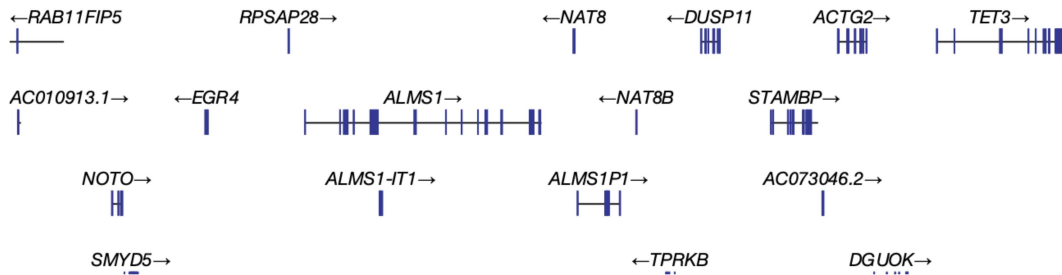 ←RAB11FIP5 RPSAP28→ ←NAT8 ←DUSP11 ACTG2→ TET3→
AC010913.1→ ←EGR4 ALMS1→ ←NAT8B STAMBP→
NOTO→ ALMS1-IT1→ ALMS1P1→ AC073046.2→
SMYD5→ ←TPRKB DGUOK→